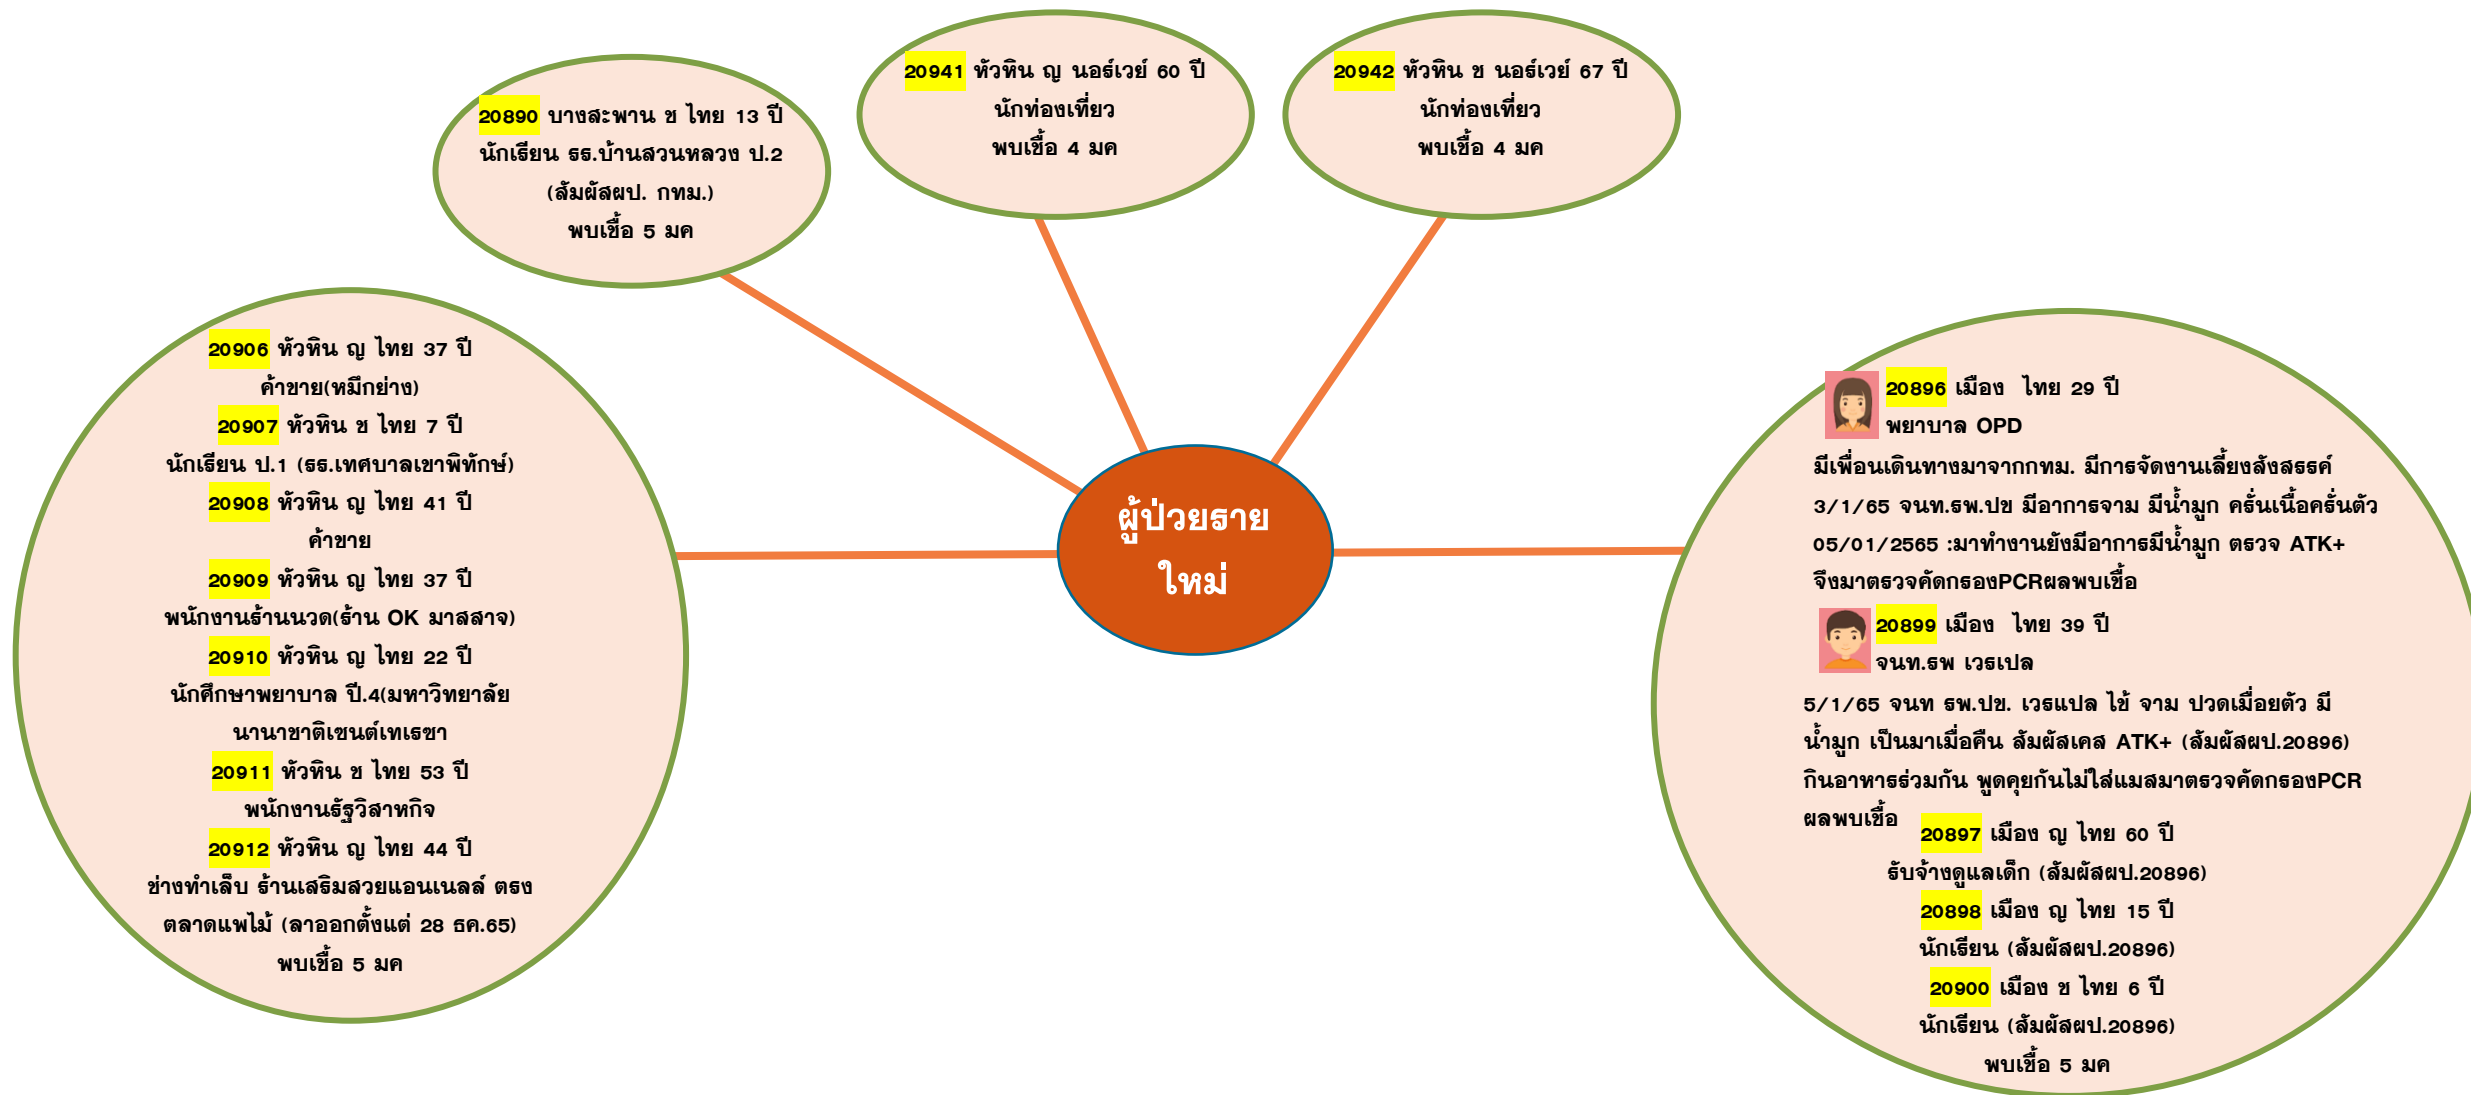 20941 หัวหิน ญ นอร์เวย์ 60 ปี
นักท่องเที่ยว
พบเชื้อ 4 มค
20942 หัวหิน ช นอร์เวย์ 67 ปี
นักท่องเที่ยว
พบเชื้อ 4 มค
20890 บางสะพาน ช ไทย 13 ปี
นักเรียน รร.บ้านสวนหลวง ป.2
(สัมผัสผป. กทม.)
พบเชื้อ 5 มค
20906 หัวหิน ญ ไทย 37 ปี
ค้าขาย(หมึกย่าง)
20907 หัวหิน ช ไทย 7 ปี
นักเรียน ป.1 (รร.เทศบาลเขาพิทักษ์)
20908 หัวหิน ญ ไทย 41 ปี
ค้าขาย
20909 หัวหิน ญ ไทย 37 ปี
พนักงานร้านนวด(ร้าน OK มาสสาจ)
20910 หัวหิน ญ ไทย 22 ปี
นักศึกษาพยาบาล ปี.4(มหาวิทยาลัย
นานาชาติเซนต์เทเรซา
20911 หัวหิน ช ไทย 53 ปี
พนักงานรัฐวิสาหกิจ
20912 หัวหิน ญ ไทย 44 ปี
ช่างทำเล็บ ร้านเสริมสวยแอนเนลล์ ตรง
ตลาดแพไม้ (ลาออกตั้งแต่ 28 ธค.65)
พบเชื้อ 5 มค
ผู้ป่วยราย
ใหม่
20896 เมือง ไทย 29 ปี
พยาบาล OPD
มีเพื่อนเดินทางมาจากกทม. มีการจัดงานเลี้ยงสังสรรค์
3/1/65 จนท.รพ.ปข มีอาการจาม มีน้ำมูก ครั่นเนื้อครั่นตัว
05/01/2565 :มาทำงานยังมีอาการมีน้ำมูก ตรวจ ATK+
จึงมาตรวจคัดกรองPCRผลพบเชื้อ
20899 เมือง ไทย 39 ปี
จนท.รพ เวรเปล
5/1/65 จนท รพ.ปข. เวรแปล ไข้ จาม ปวดเมื่อยตัว มี
น้ำมูก เป็นมาเมื่อคืน สัมผัสเคส ATK+ (สัมผัสผป.20896)
กินอาหารร่วมกัน พูดคุยกันไม่ใส่แมสมาตรวจคัดกรองPCR
ผลพบเชื้อ
20897 เมือง ญ ไทย 60 ปี
รับจ้างดูแลเด็ก (สัมผัสผป.20896)
20898 เมือง ญ ไทย 15 ปี
นักเรียน (สัมผัสผป.20896)
20900 เมือง ช ไทย 6 ปี
นักเรียน (สัมผัสผป.20896)
พบเชื้อ 5 มค